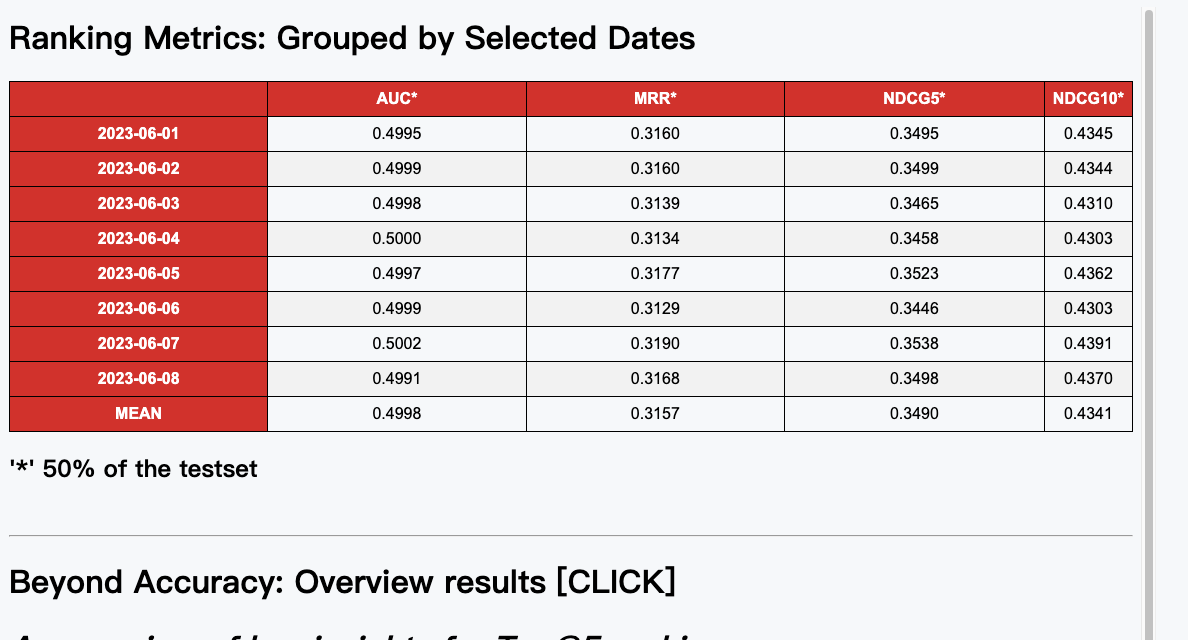 Ranking Metrics: Grouped by Selected Dates
AUC* MRR* NDCG5* NDCG10*
2023-06-01 0.4995 0.3160 0.3495 0.4345
2023-06-02 0.4999 0.3160 0.3499 0.4344
2023-06-03 0.4998 0.3139 0.3465 0.4310
2023-06-04 0.5000 0.3134 0.3458 0.4303
2023-06-05 0.4997 0.3177 0.3523 0.4362
2023-06-06 0.4999 0.3129 0.3446 0.4303
2023-06-07 0.5002 0.3190 0.3538 0.4391
2023-06-08 0.4991 0.3168 0.3498 0.4370
MEAN 0.4998 0.3157 0.3490 0.4341
'*' 50% of the testset
Beyond Accuracy: Overview results [CLICK]